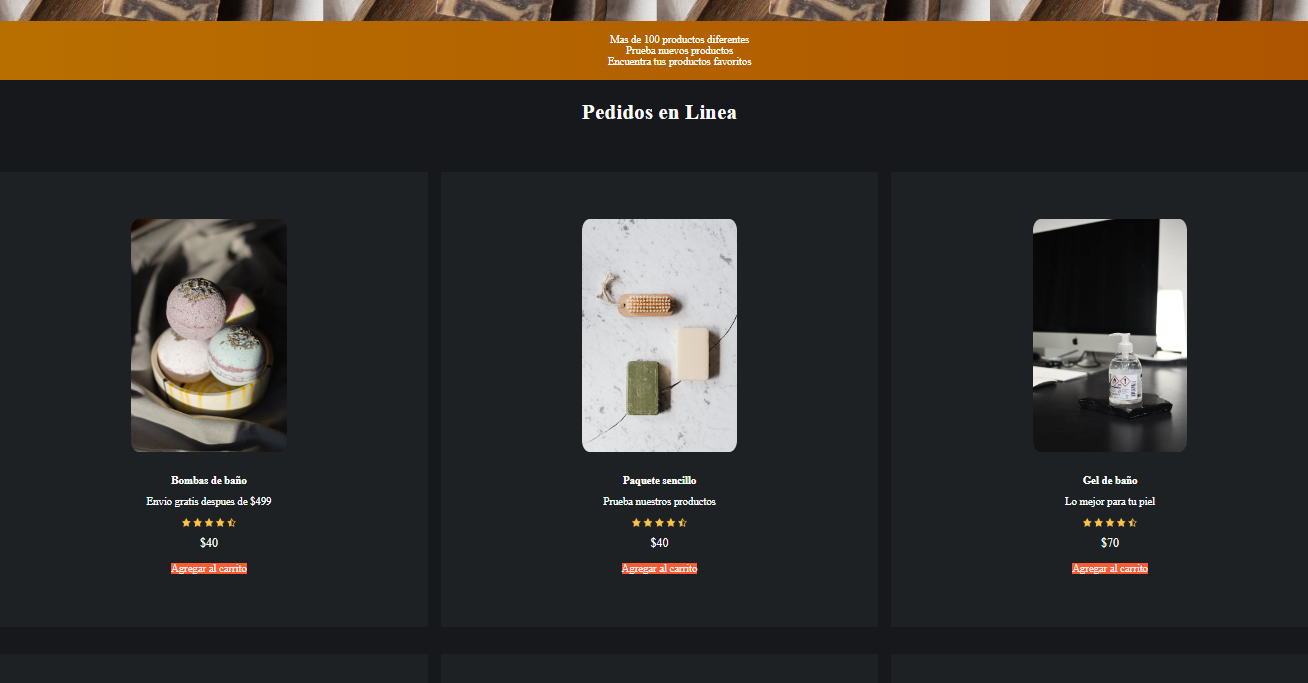 Mas de 100 productos diferentes
Prueba nuevos productos
Encuentra tus productos favoritos
Pedidos en Linea
Bombas de baño
Envio gratis despues de $499
$40
Agregar al carrito
Paquete sencillo
Prueba nuestros productos
$40
Agregar al carrito
Gel de baño
Lo mejor para tu piel
$70
Agregar al carrito